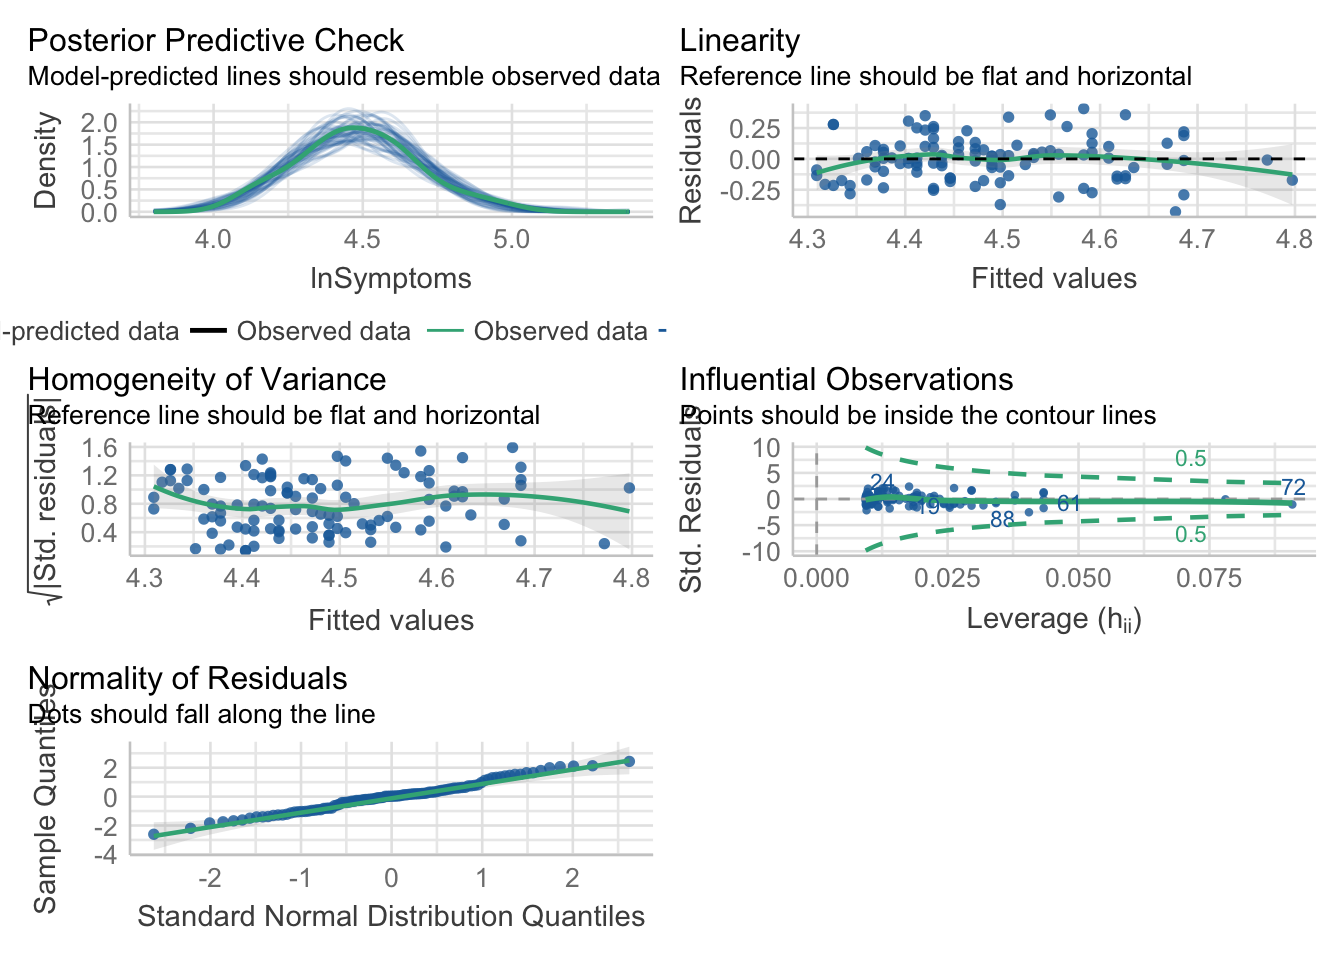 Posterior Predictive Check
Model-predicted lines should resemble observed data
Density
2.0
1.5
1.0
0.5
0.0
4.0 4.5 5.0
lnSymptoms
-predicted data Observed data Observed data
Linearity
Reference line should be flat and horizontal
Residuals
0.25
0.00
-0.25
4.3 4.4 4.5 4.6 4.7 4.8
Fitted values
Homogeneity of Variance
Reference line should be flat and horizontal
√|Std. residuals|
1.6
1.2
0.8
0.4
4.3 4.4 4.5 4.6 4.7 4.8
Fitted values
Influential Observations
Points should be inside the contour lines
Std. Residuals
10
5
0
-5
-10
0.5
24
72
61
88
0.5
0.000 0.025 0.050 0.075
Leverage (hii)
Normality of Residuals
Dots should fall along the line
Sample Quantiles
2
0
-2
-4
-2 -1 0 1 2
Standard Normal Distribution Quantiles